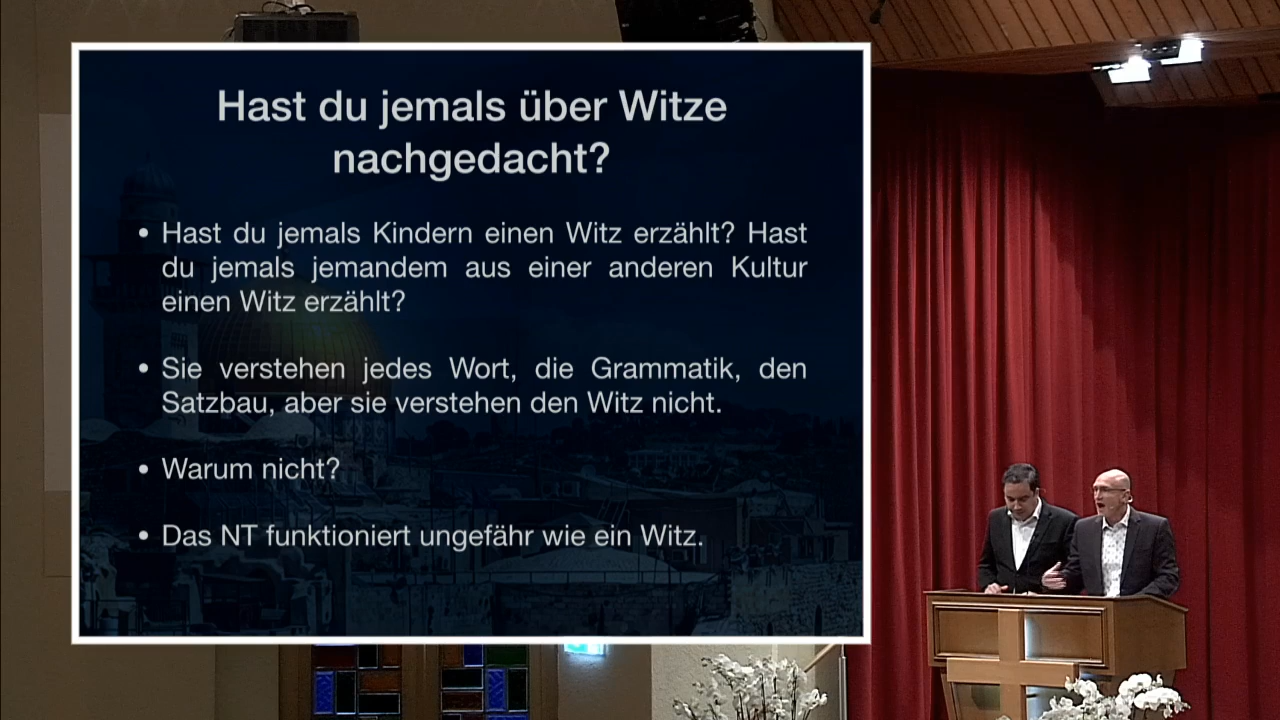 Hast du jemals über Witze
nachgedacht?
• Hast du jemals Kindern einen Witz erzählt? Hast
du jemals jemandem aus einer anderen Kultur
einen Witz erzählt?
• Sie verstehen jedes Wort, die Grammatik, den
Satzbau, aber sie verstehen den Witz nicht.
• Warum nicht?
• Das NT funktioniert ungefähr wie ein Witz.